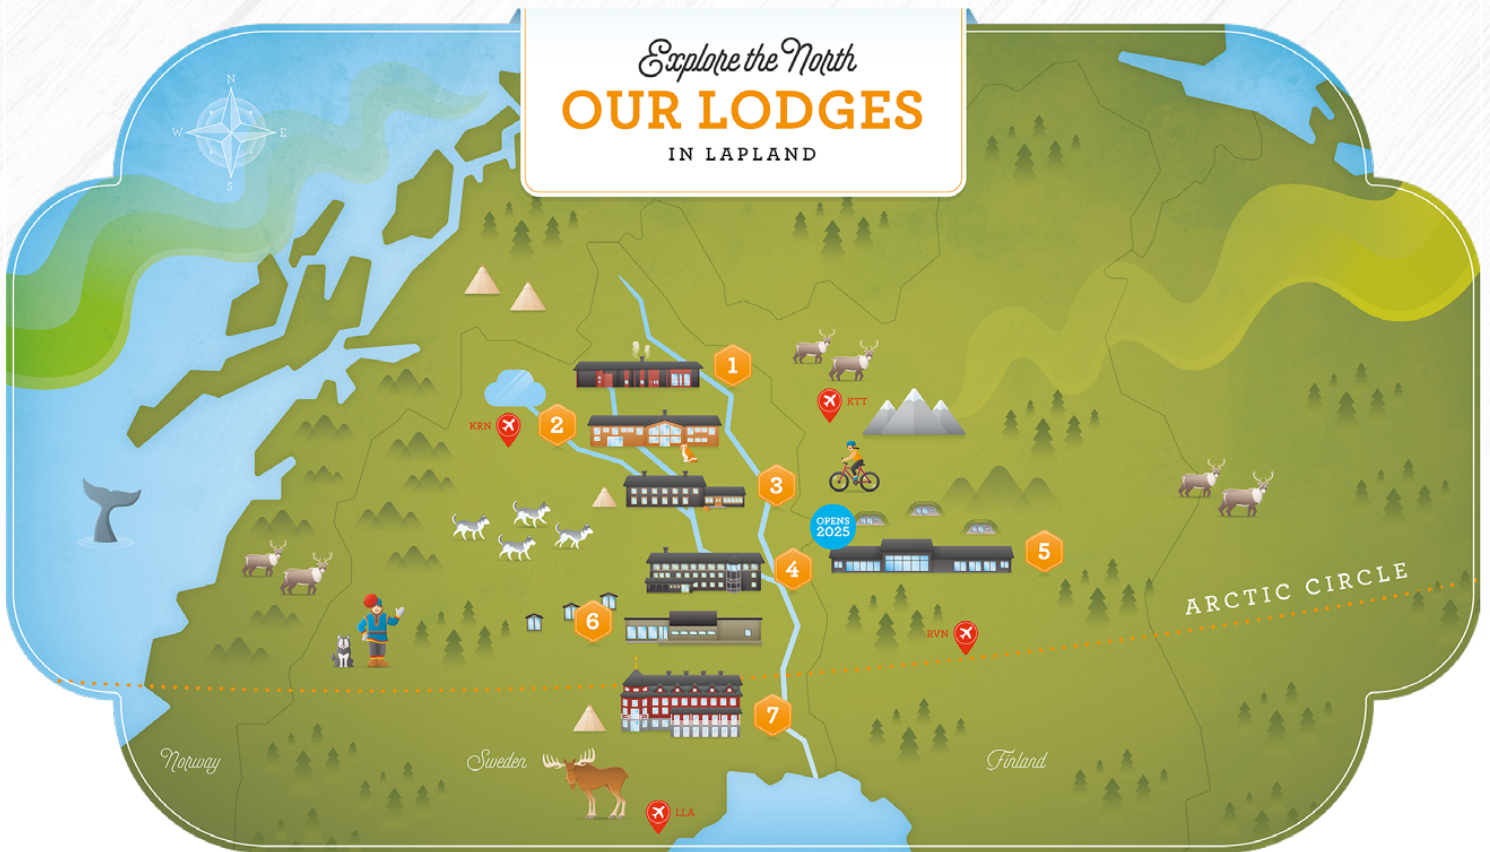 Explore the North
OUR LODGES
IN LAPLAND
N
W E
S
1
KTT
2
KRN
3
OPENS
2025
5
4
ARCTIC CIRCLE
6
RVN
7
Norway
Sweden
Finland
LLA